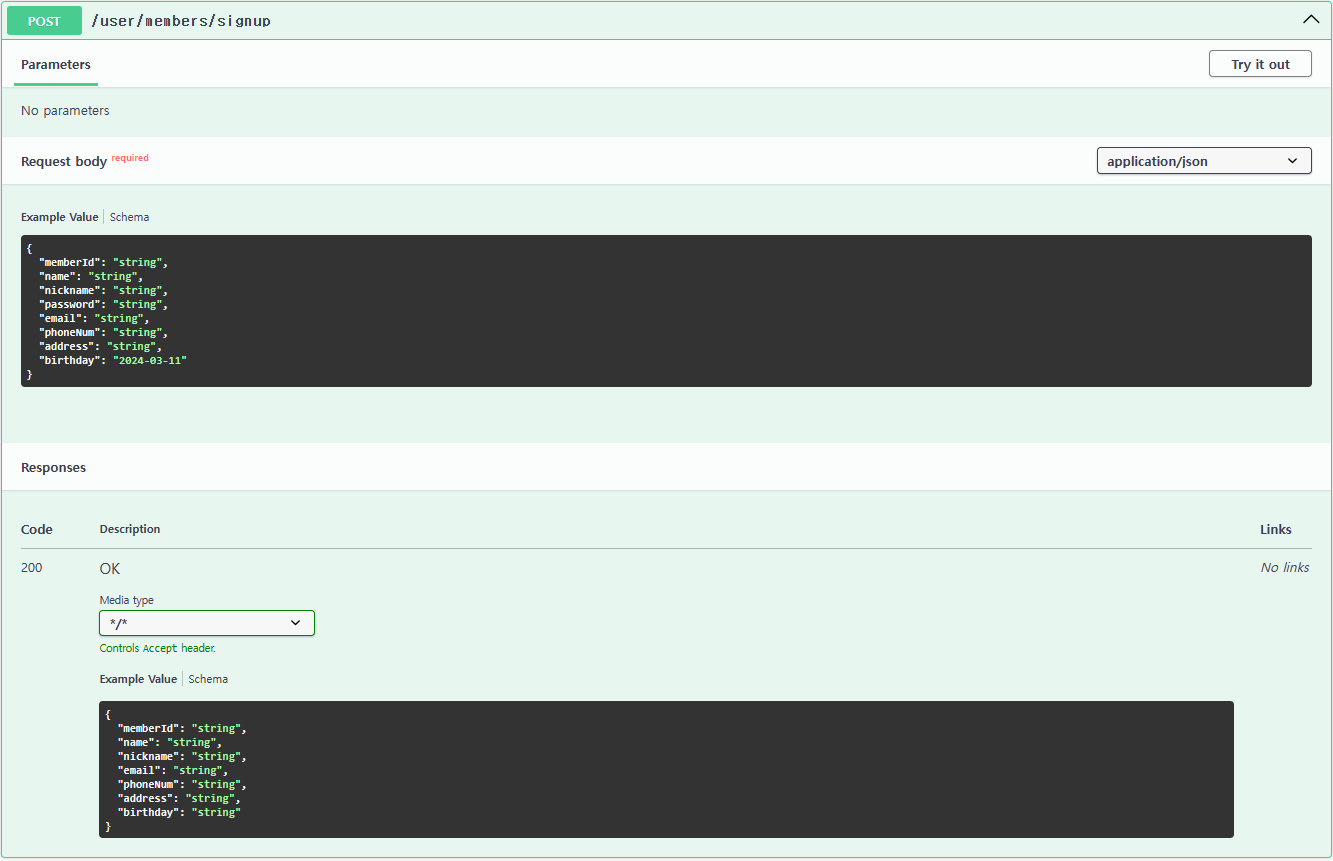 POST /user/members/signup
Parameters
Try it out
No parameters
Request body required
application/json
Example Value | Schema
{
  "memberId": "string",
  "name": "string",
  "nickname": "string",
  "password": "string",
  "email": "string",
  "phoneNum": "string",
  "address": "string",
  "birthday": "2024-03-11"
}
Responses
Code Description Links
200 OK No links
Media type
*/*
Controls Accept header.
Example Value | Schema
{
  "memberId": "string",
  "name": "string",
  "nickname": "string",
  "email": "string",
  "phoneNum": "string",
  "address": "string",
  "birthday": "string"
}